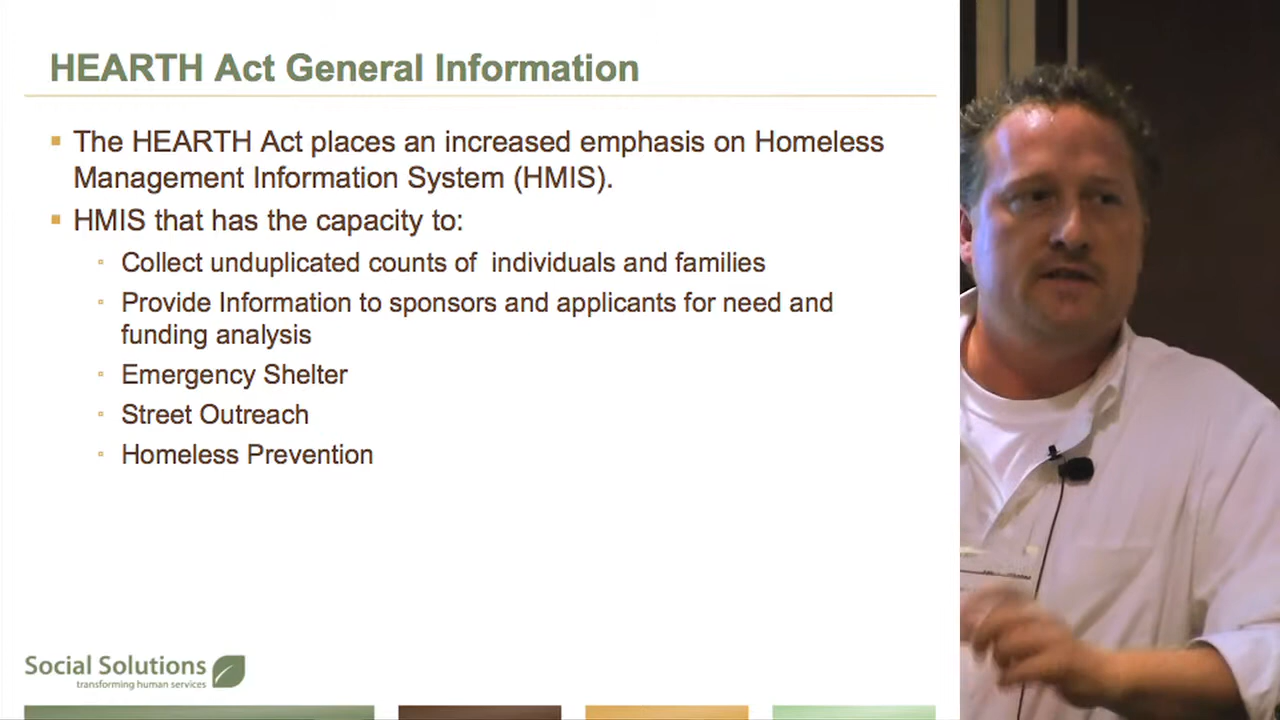 HEARTH Act General Information
The HEARTH Act places an increased emphasis on Homeless
Management Information System (HMIS).
HMIS that has the capacity to:
Collect unduplicated counts of individuals and families
Provide Information to sponsors and applicants for need and
funding analysis
Emergency Shelter
Street Outreach
Homeless Prevention
Social Solutions
transforming human services